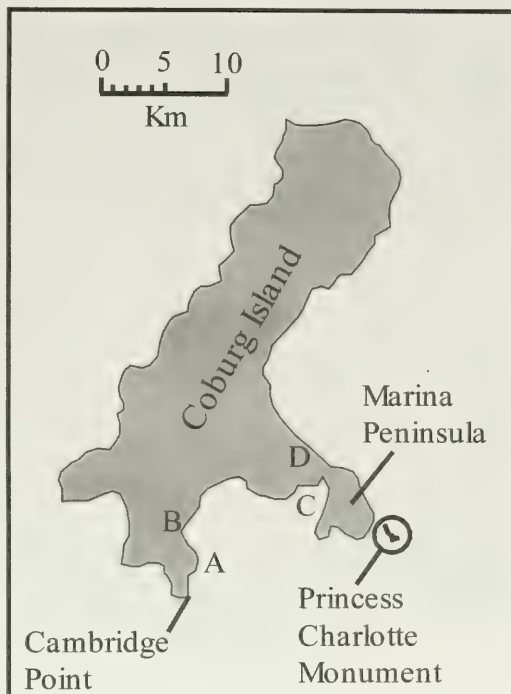 0 5 10
Km
Coburg Island
Marina
Peninsula
D
C
B
A
Princess
Charlotte
Monument
Cambridge
Point